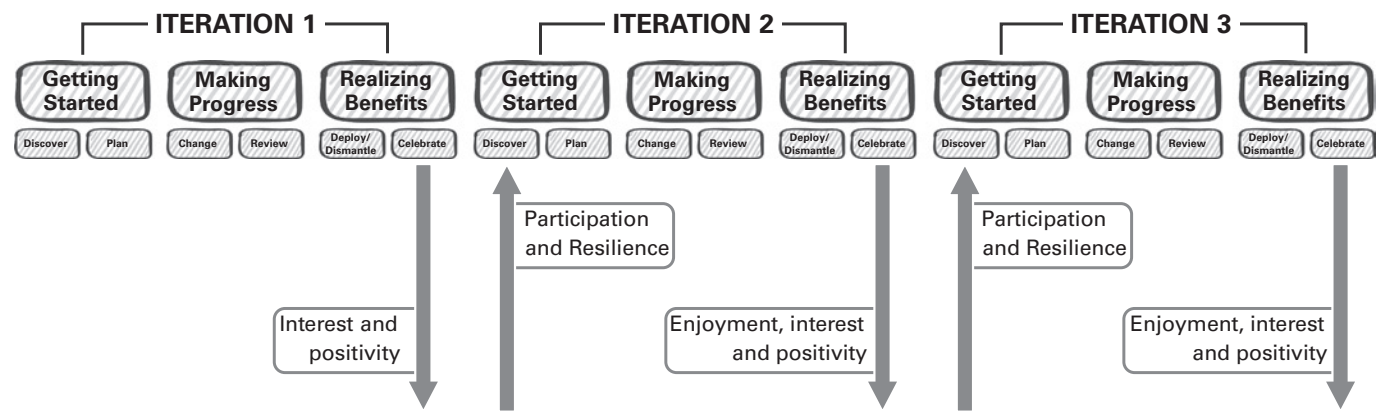 ITERATION 1
ITERATION 2
ITERATION 3
Getting
Started
Making
Progress
Realizing
Benefits
Getting
Started
Making
Progress
Realizing
Benefits
Getting
Started
Making
Progress
Realizing
Benefits
Discover
Plan
Change
Review
Deploy/
Dismantle
Celebrate
Discover
Plan
Change
Review
Deploy/
Dismantle
Celebrate
Discover
Plan
Change
Review
Deploy/
Dismantle
Celebrate
Participation
and Resilience
Participation
and Resilience
Interest and
positivity
Enjoyment, interest
and positivity
Enjoyment, interest
and positivity